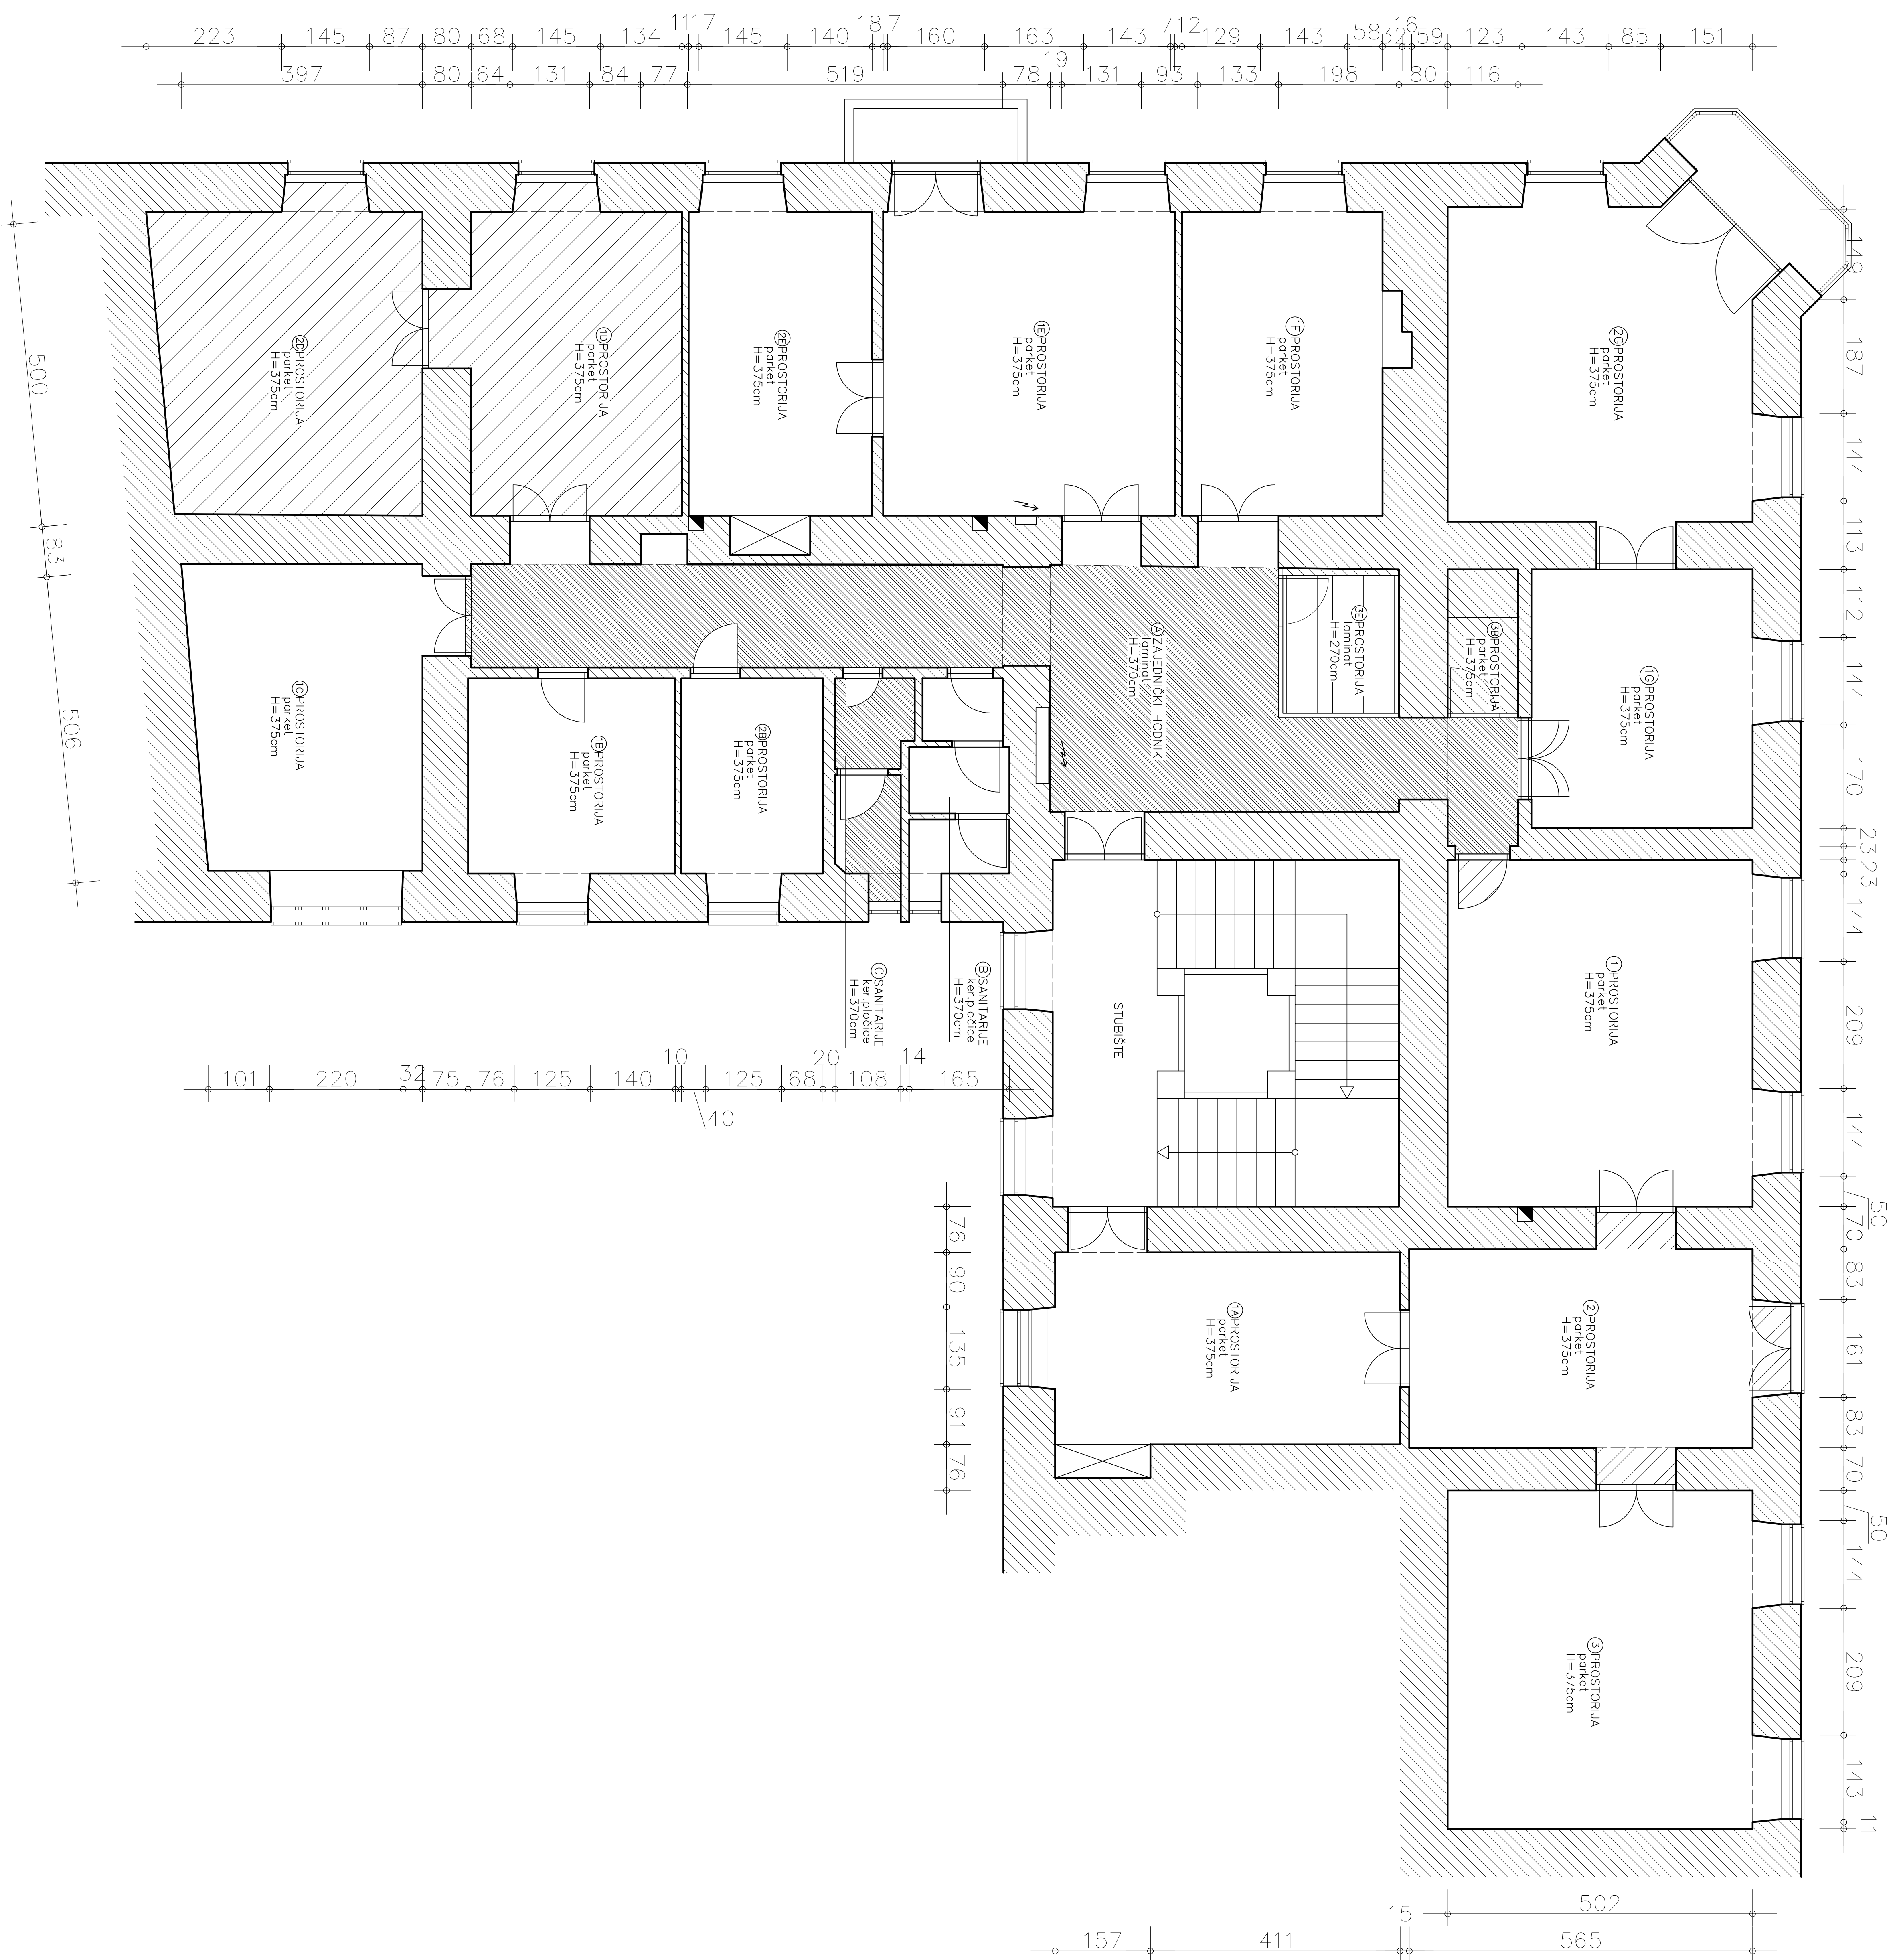 223 145 87 80 68 145 134 11 17 145 140 18 7 160 163 143 7 12 129 143 58 32 16 59 123 143 85 151
397 80 64 131 84 77 519 78 19 131 93 133 198 80 116
149
187
144
113
112
144
170
23
23
144
209
144
50
70
83
161
83
70
50
144
209
143
11
500
83
506
2D PROSTORIJA
parket
H=375cm
1D PROSTORIJA
parket
H=375cm
2E PROSTORIJA
parket
H=375cm
1E PROSTORIJA
parket
H=375cm
1F PROSTORIJA
parket
H=375cm
2G PROSTORIJA
parket
H=375cm
1C PROSTORIJA
parket
H=375cm
1B PROSTORIJA
parket
H=375cm
2B PROSTORIJA
parket
H=375cm
A ZAJEDNIČKI HODNIK
laminat
H=370cm
3E PROSTORIJA
laminat
H=270cm
3B PROSTORIJA
parket
H=375cm
1G PROSTORIJA
parket
H=375cm
C SANITARIJE
ker.pločice
H=370cm
B SANITARIJE
ker.pločice
H=370cm
STUBIŠTE
1 PROSTORIJA
parket
H=375cm
101 220 32 75 76 125 140 10 40 125 68 20 108 14 165
76
90
135
91
76
1A PROSTORIJA
parket
H=375cm
2 PROSTORIJA
parket
H=375cm
3 PROSTORIJA
parket
H=375cm
502
157 411 15 565